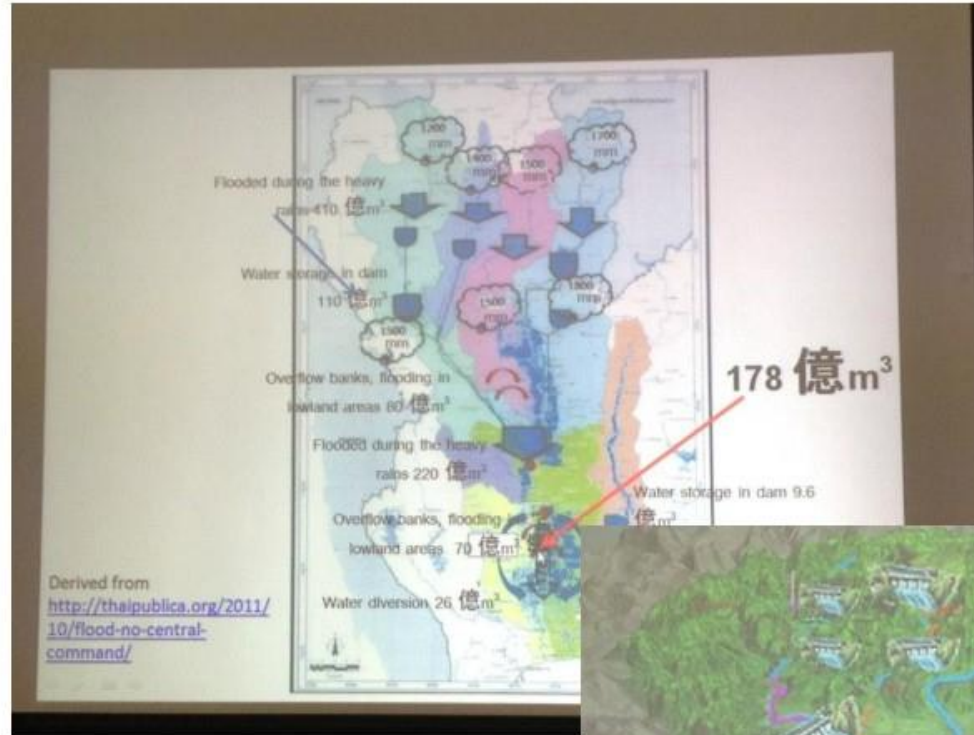 1200
mm
1400
mm
1500
mm
1700
mm
Flooded during the heavy
rains 410 億m³
Water storage in dam
110 億m³
1500
mm
1500
mm
1800
mm
Overflow banks, flooding in
lowland areas 80 億m³
178 億m³
Flooded during the heavy
rains 220 億m³
Water storage in dam 9.6
億m³
Overflow banks, flooding
lowland areas 70 億m³
Water diversion 26 億m³
Derived from
http://thaipublica.org/2011/
10/flood-no-central-
command/